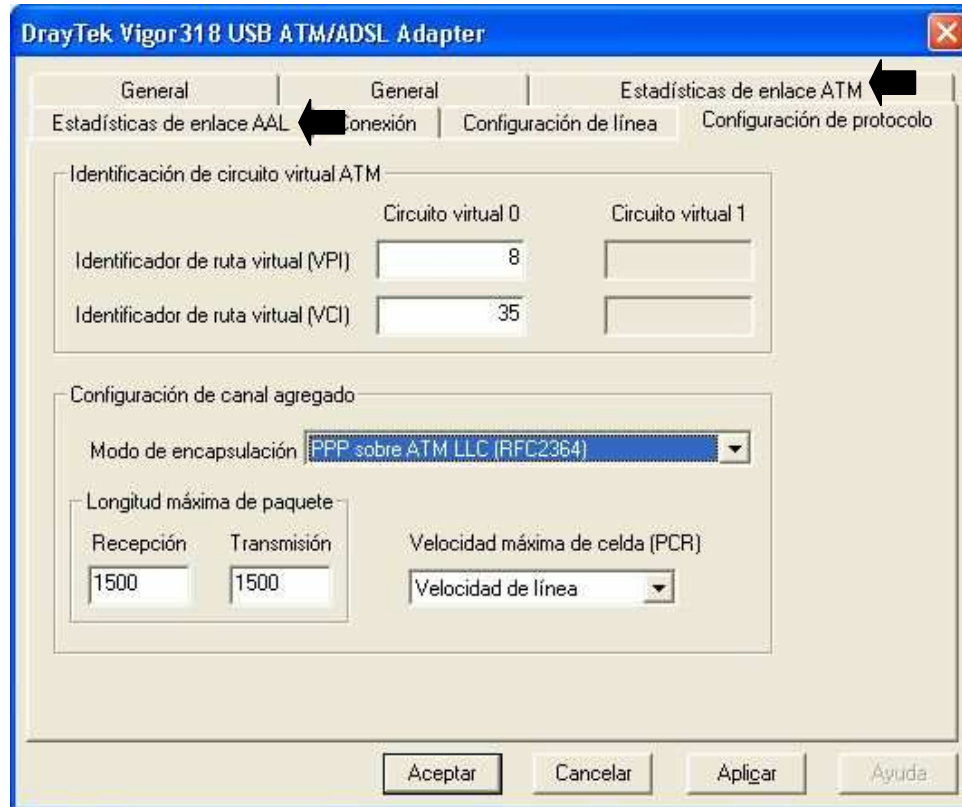 DrayTek Vigor318 USB ATM/ADSL Adapter
General General Estadísticas de enlace ATM
Estadísticas de enlace AAL Conexión Configuración de línea Configuración de protocolo
Identificación de circuito virtual ATM
Circuito virtual 0 Circuito virtual 1
Identificador de ruta virtual (VPI) 8
Identificador de ruta virtual (VCI) 35
Configuración de canal agregado
Modo de encapsulación PPP sobre ATM LLC (RFC2364)
Longitud máxima de paquete
Recepción Transmisión Velocidad máxima de celda (PCR)
1500 1500 Velocidad de línea
Aceptar Cancelar Aplicar Ayuda